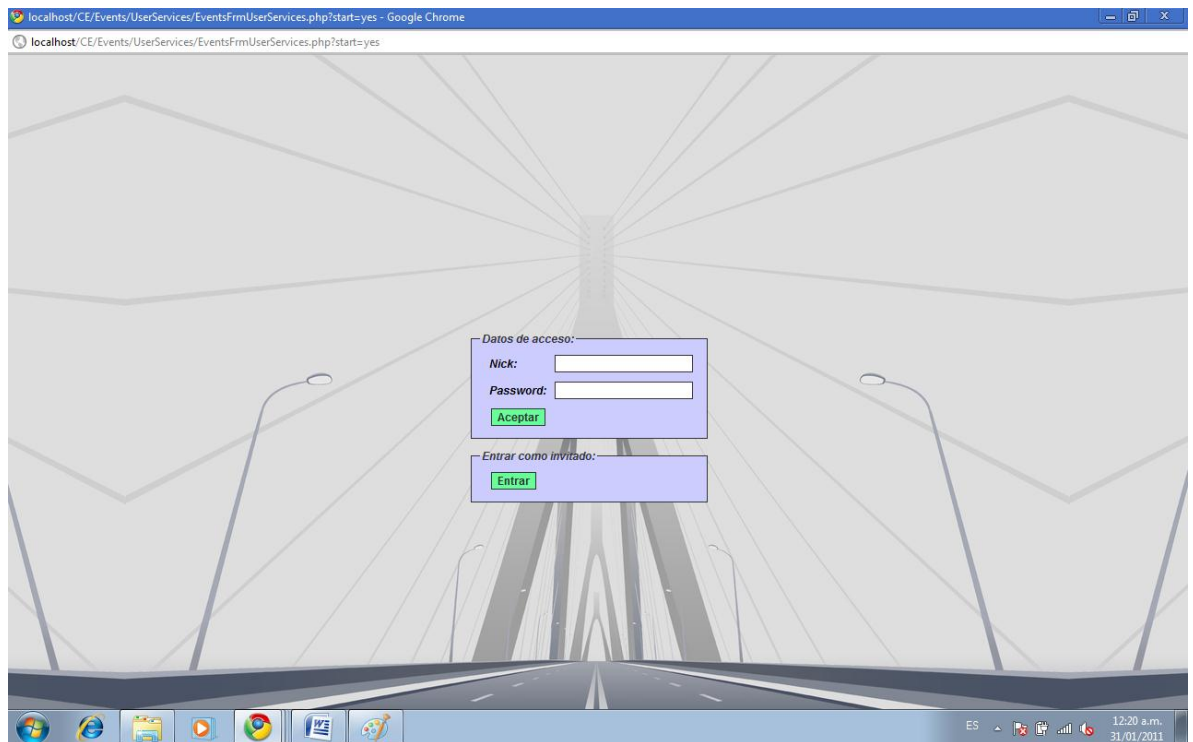 localhost/CE/Events/UserServices/EventsFrmUserServices.php?start=yes - Google Chrome
localhost/CE/Events/UserServices/EventsFrmUserServices.php?start=yes
Datos de acceso:
Nick:
Password:
Aceptar
Entrar como invitado:
Entrar
ES
12:20 a.m.
31/01/2011